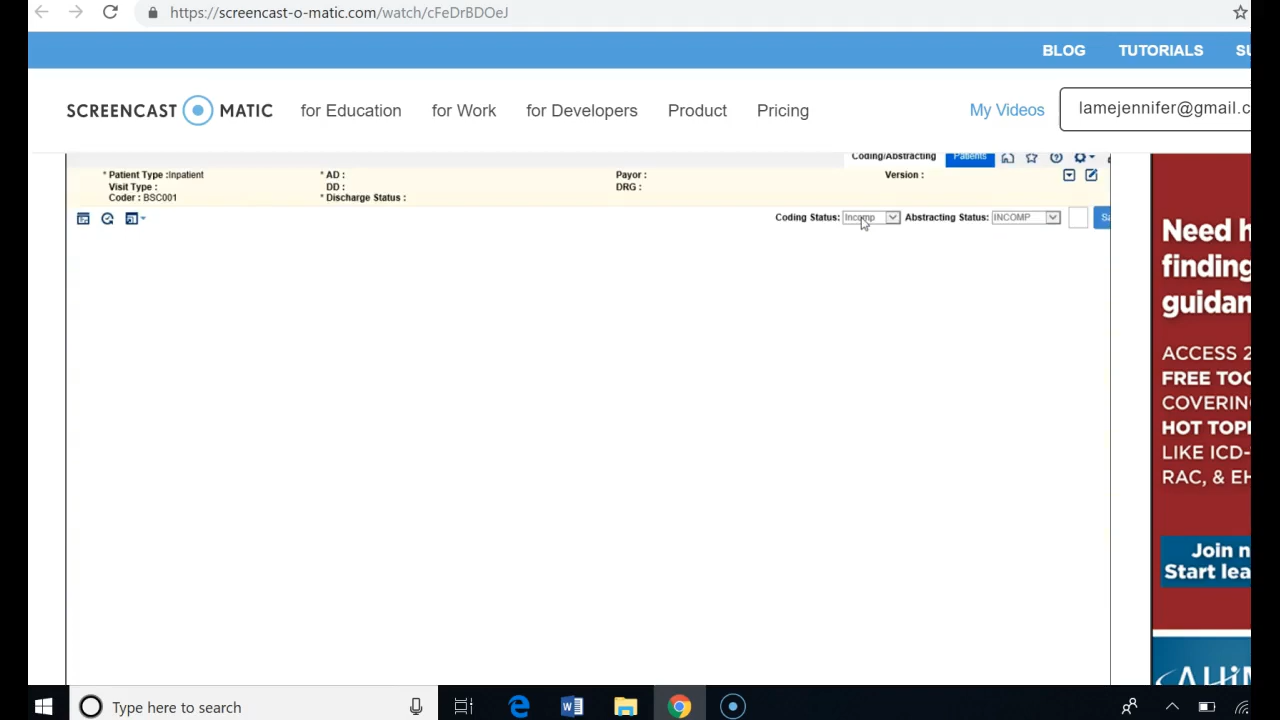 https://screencast-o-matic.com/watch/cFeDrBDOeJ
BLOG TUTORIALS SU
SCREENCAST MATIC for Education for Work for Developers Product Pricing My Videos lamejennifer@gmail.c
Coding/Abstracting Patients
* Patient Type :Inpatient * AD : Payor : Version :
Visit Type : DD : DRG :
Coder : BSC001 * Discharge Status :
Coding Status: Incomp Abstracting Status: INCOMP Sa
Need h
finding
guidan
ACCESS 2
FREE TOO
COVERIN
HOT TOPI
LIKE ICD-
RAC, & EH
Join n
Start lea
AHiM
Type here to search